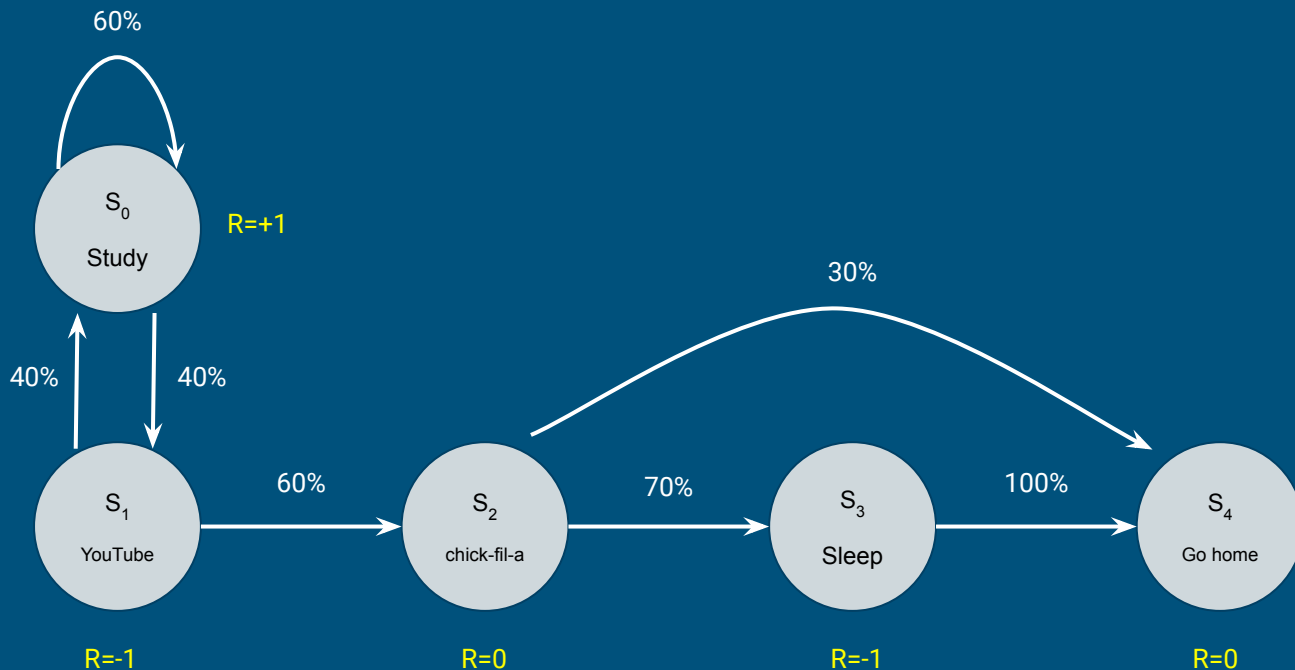 60%
S0
Study
R=+1
30%
40%
40%
60%
70%
100%
S1
YouTube
S2
chick-fil-a
S3
Sleep
S4
Go home
R=-1
R=0
R=-1
R=0